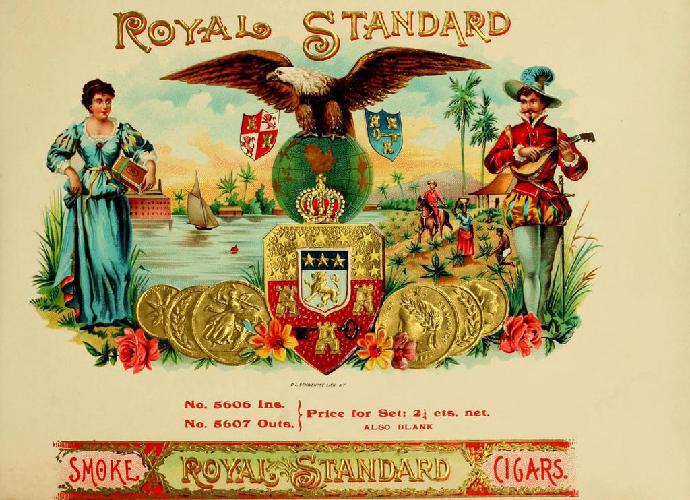 ROYAL STANDARD
No. 5606 Ins.
No. 5607 Outs.
Price for Set: 2¼ cts. net.
ALSO BLANK
SMOKE ROYAL STANDARD CIGARS.